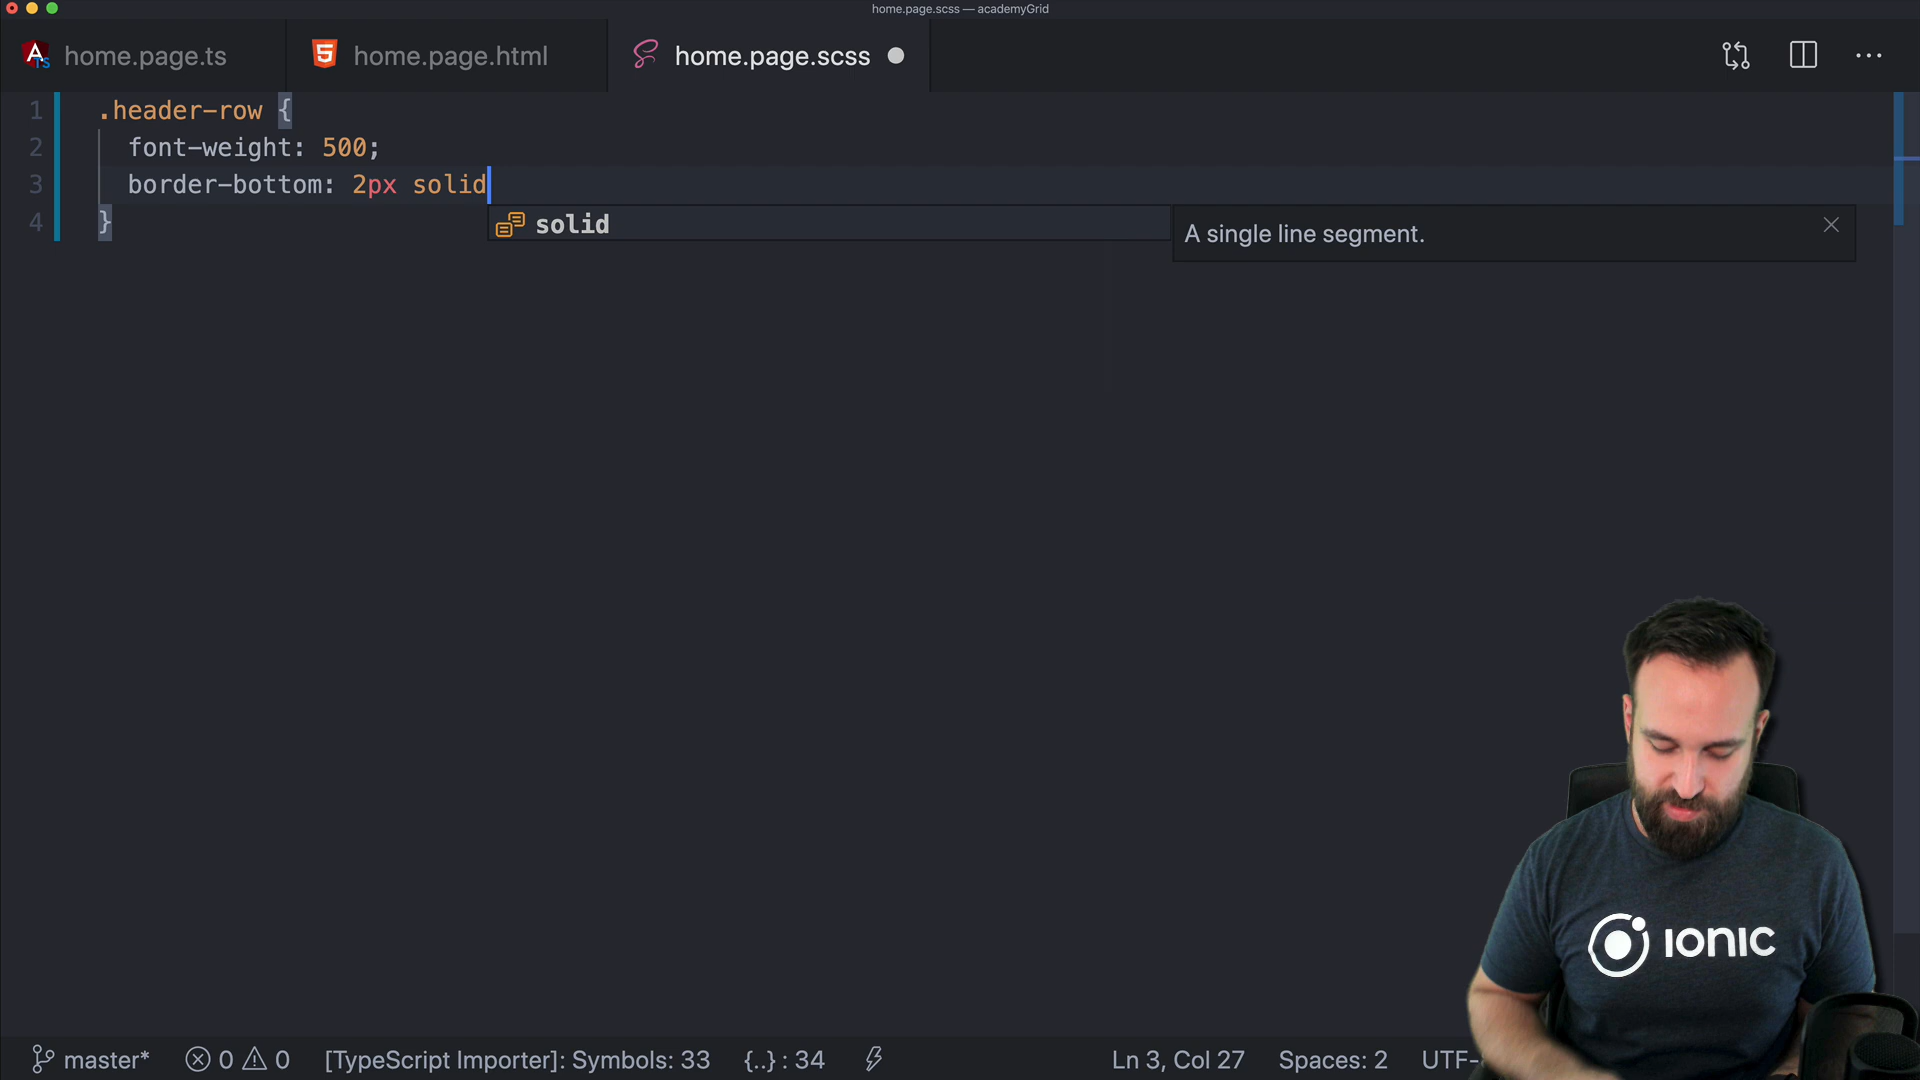 home.page.scss — academyGrid
home.page.ts
home.page.html
home.page.scss
1 .header-row {
2 font-weight: 500;
3 border-bottom: 2px solid
4 }
solid
A single line segment.
IONIC
master*
0 0
[TypeScript Importer]: Symbols: 33
{..} : 34
Ln 3, Col 27
Spaces: 2
UTF-